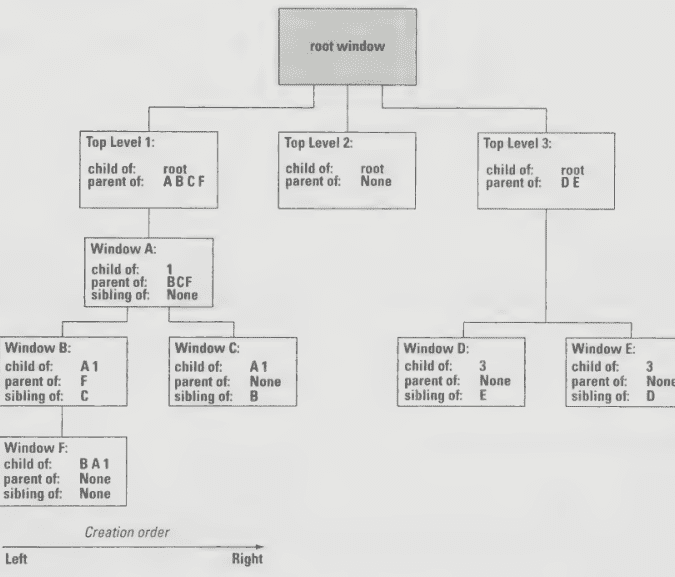 root window
Top Level 1:
child of: root
parent of: A B C F
Top Level 2:
child of: root
parent of: None
Top Level 3:
child of: root
parent of: D E
Window A:
child of: 1
parent of: BCF
sibling of: None
Window B:
child of: A 1
parent of: F
sibling of: C
Window C:
child of: A 1
parent of: None
sibling of: B
Window D:
child of: 3
parent of: None
sibling of: E
Window E:
child of: 3
parent of: None
sibling of: D
Window F:
child of: B A 1
parent of: None
sibling of: None
Creation order
Left Right